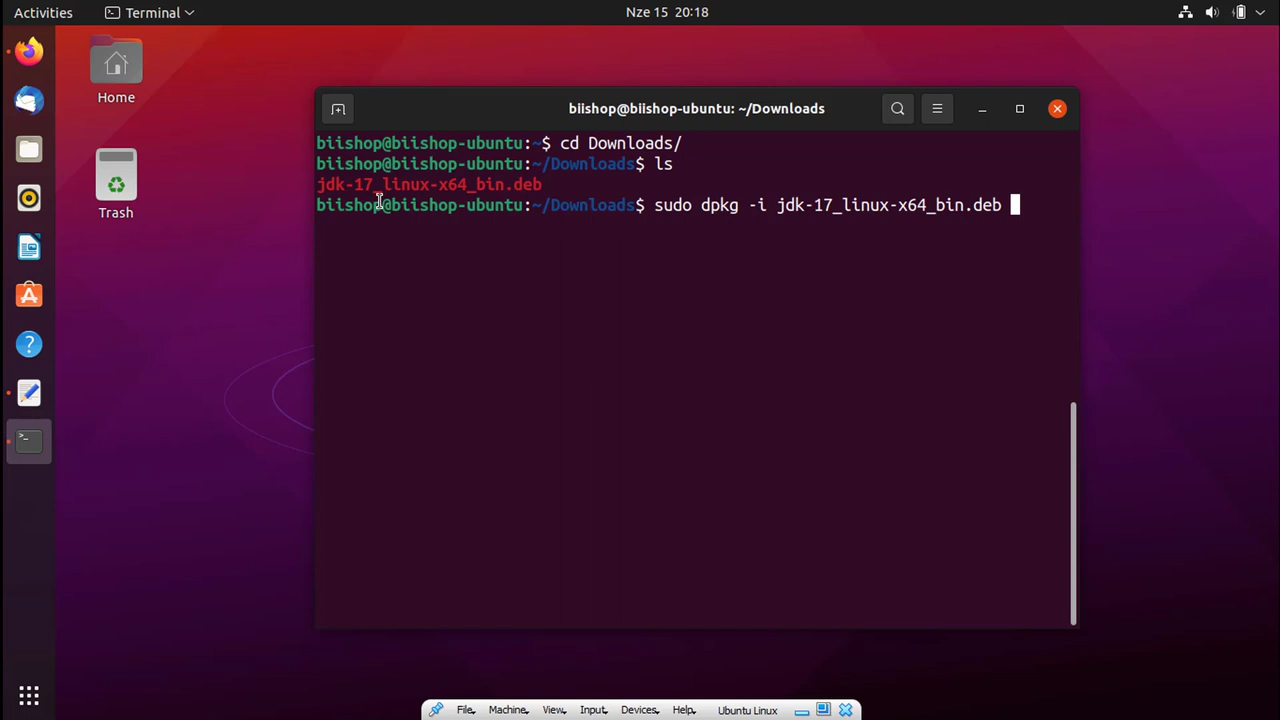 Activities Terminal Nze 15 20:18
Home
Trash
biishop@biishop-ubuntu: ~/Downloads
biishop@biishop-ubuntu:~$ cd Downloads/
biishop@biishop-ubuntu:~/Downloads$ ls
jdk-17_linux-x64_bin.deb
biishop@biishop-ubuntu:~/Downloads$ sudo dpkg -i jdk-17_linux-x64_bin.deb
File Machine View Input Devices Help Ubuntu Linux